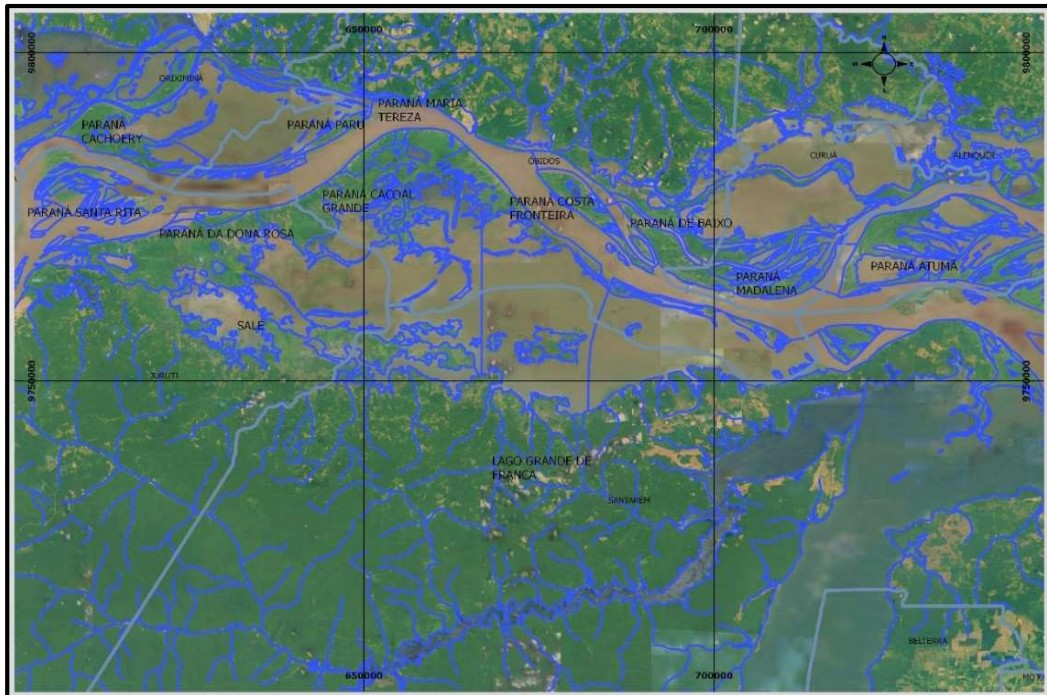 650000
700000
9800000
9800000
N
ORIXIMINÁ
PARANÁ MARIA
TEREZA
PARANÁ PARU
PARANÁ
CACHOERY
ÓBIDOS
CURUÁ
ALENQUER
PARANÁ CACOAL
GRANDE
PARANÁ COSTA
FRONTEIRA
PARANÁ SANTA RITA
PARANÁ DE BAIXO
PARANÁ DA DONA ROSA
PARANÁ ATUMÃ
PARANÁ
MADALENA
SALE
JURUTI
9750000
9750000
LAGO GRANDE DE
FRANCA
SANTARÉM
BELTERRA
650000
700000